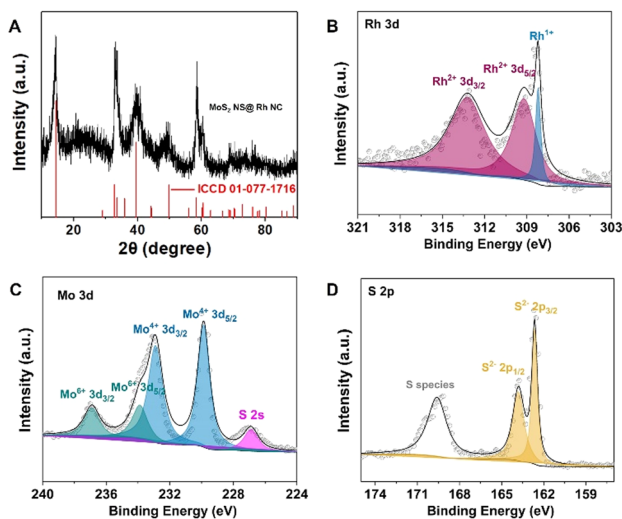 A
Intensity (a.u.)
MoS₂ NS@ Rh NC
ICCD 01-077-1716
20 40 60 80
2θ (degree)
B
Rh 3d
Intensity (a.u.)
Rh¹⁺
Rh²⁺ 3d₅/₂
Rh²⁺ 3d₃/₂
321 318 315 312 309 306 303
Binding Energy (eV)
C
Mo 3d
Intensity (a.u.)
Mo⁴⁺ 3d₅/₂
Mo⁴⁺ 3d₃/₂
Mo⁶⁺ 3d₅/₂
Mo⁶⁺ 3d₃/₂
S 2s
240 236 233 230 227 224
Binding Energy (eV)
D
S 2p
Intensity (a.u.)
S²⁻ 2p₃/₂
S²⁻ 2p₁/₂
S species
174 171 168 165 162 159
Binding Energy (eV)